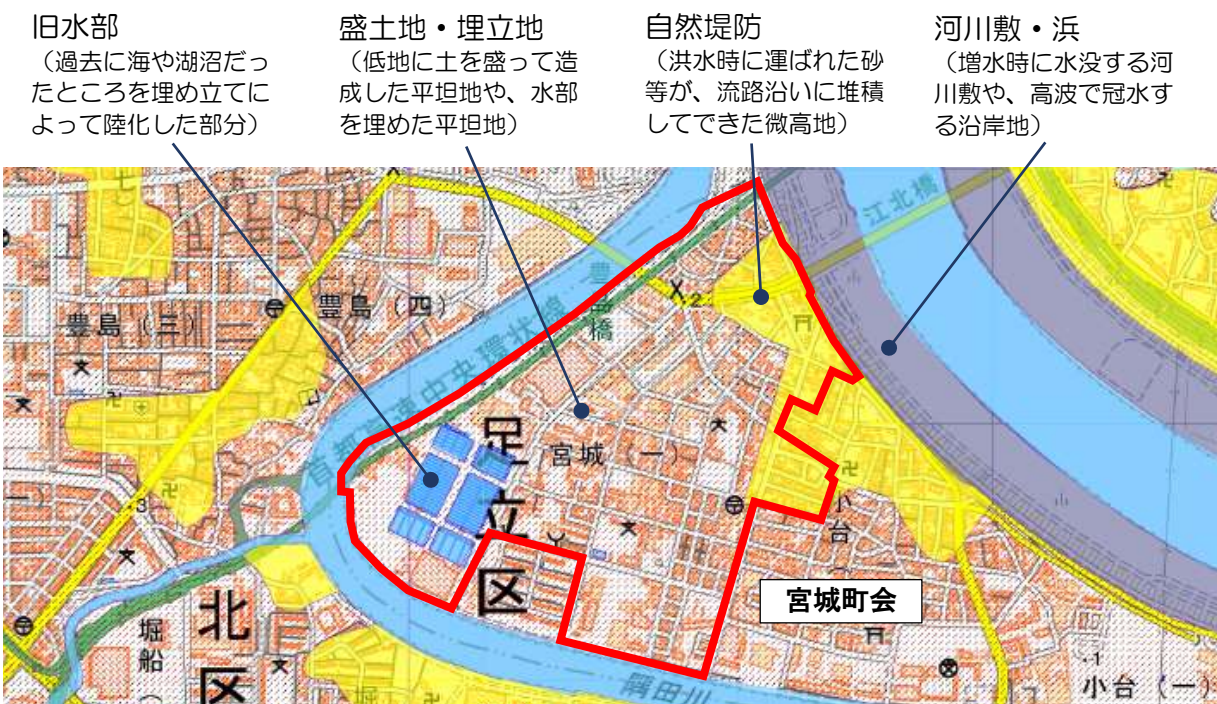 旧水部
（過去に海や湖沼だっ
たところを埋め立てに
よって陸化した部分）
盛土地・埋立地
（低地に土を盛って造
成した平坦地や、水部
を埋めた平坦地）
自然堤防
（洪水時に運ばれた砂
等が、流路沿いに堆積
してできた微高地）
河川敷・浜
（増水時に水没する河
川敷や、高波で冠水す
る沿岸地）
江北橋
豊島（四）
豊島（三）
豊島橋
首都高速中央環状線
足立区
宮城（一）
小台
宮城町会
北区
堀船
隅田川
小台（一）